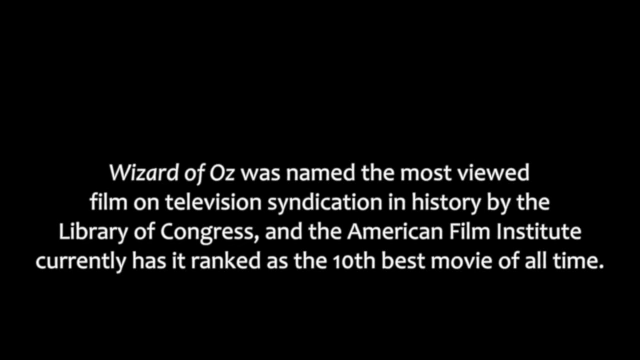 Wizard of Oz was named the most viewed
film on television syndication in history by the
Library of Congress, and the American Film Institute
currently has it ranked as the 10th best movie of all time.